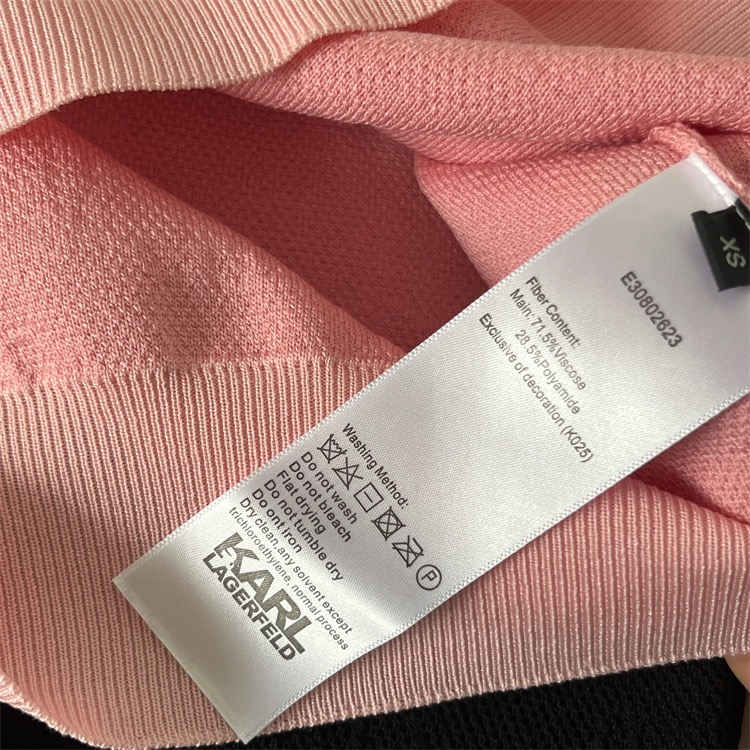 XS
E30802623
Fiber Content:
Main:71.5%Viscose
28.5%Polyamide
Exclusive of decoration (K025)
Washing Method:
P
Do not wash
Do not bleach
Flat drying
Do not tumble dry
Do ont iron
Dry clean,any solvent except
trichloroethylene,normal process
KARL
LAGERFELD